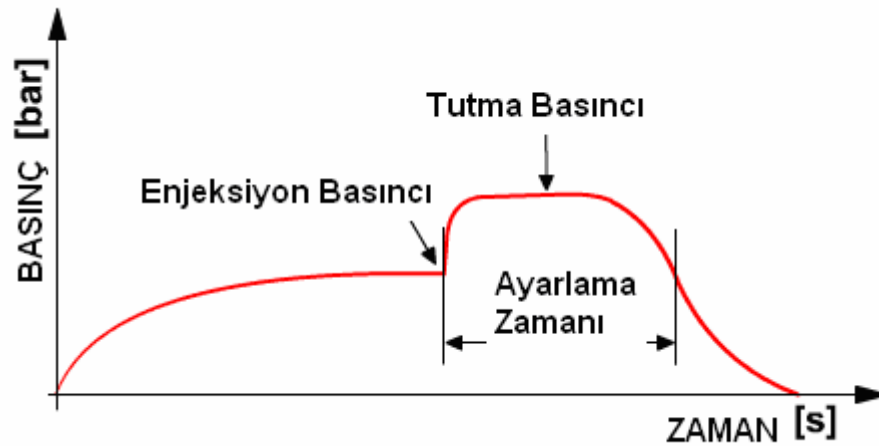 BASINÇ [bar]
Tutma Basıncı
Enjeksiyon Basıncı
Ayarlama
Zamanı
ZAMAN [s]